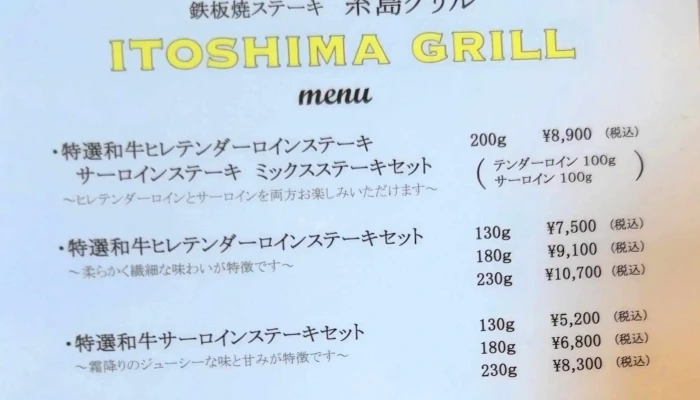 鉄板焼ステーキ 糸島グリル
ITOSHIMA GRILL
menu
・特選和牛ヒレテンダーロインステーキ 200g ¥8,900 (税込)
サーロインステーキ ミックスステーキセット (テンダーロイン 100g
サーロイン 100g)
～ヒレテンダーロインとサーロインを両方お楽しみいただけます～
・特選和牛ヒレテンダーロインステーキセット 130g ¥7,500 (税込)
～柔らかく繊細な味わいが特徴です～ 180g ¥9,100 (税込)
230g ¥10,700 (税込)
・特選和牛サーロインステーキセット 130g ¥5,200 (税込)
～霜降りのジューシーな味と甘みが特徴です～ 180g ¥6,800 (税込)
230g ¥8,300 (税込)